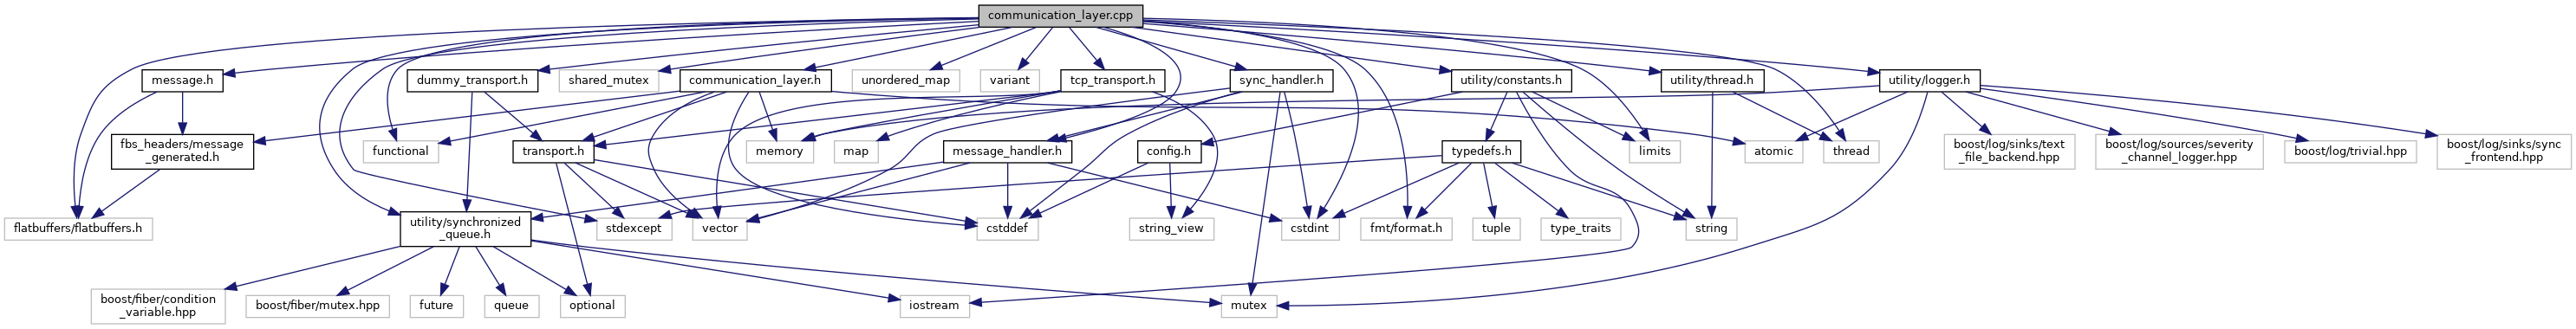 communication_layer.cpp
message.h
dummy_transport.h
shared_mutex
communication_layer.h
unordered_map
variant
tcp_transport.h
sync_handler.h
utility/constants.h
utility/thread.h
utility/logger.h
fbs_headers/message
_generated.h
functional
transport.h
memory
map
message_handler.h
config.h
typedefs.h
limits
atomic
thread
boost/log/sinks/text
_file_backend.hpp
boost/log/sources/severity
_channel_logger.hpp
boost/log/trivial.hpp
boost/log/sinks/sync
_frontend.hpp
flatbuffers/flatbuffers.h
utility/synchronized
_queue.h
stdexcept
vector
cstddef
string_view
cstdint
fmt/format.h
tuple
type_traits
string
boost/fiber/condition
_variable.hpp
boost/fiber/mutex.hpp
future
queue
optional
iostream
mutex